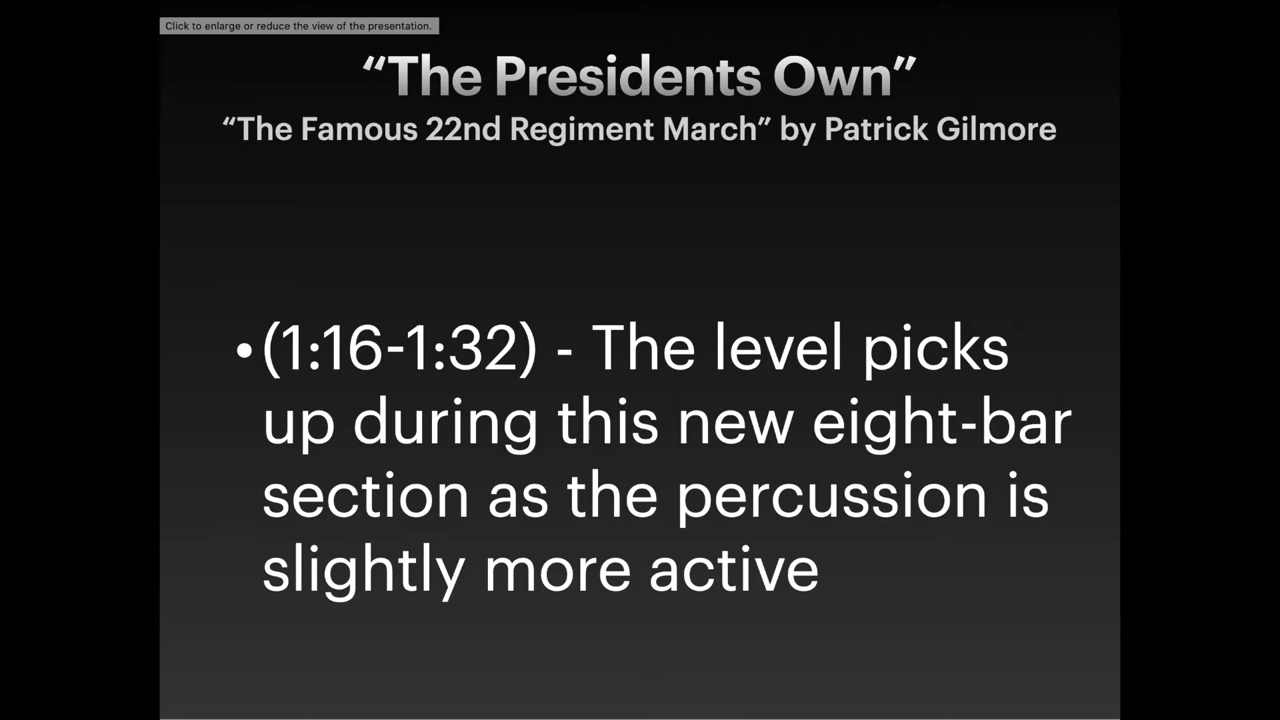 Click to enlarge or reduce the view of the presentation.
“The Presidents Own”
“The Famous 22nd Regiment March” by Patrick Gilmore
•(1:16-1:32) - The level picks
up during this new eight-bar
section as the percussion is
slightly more active